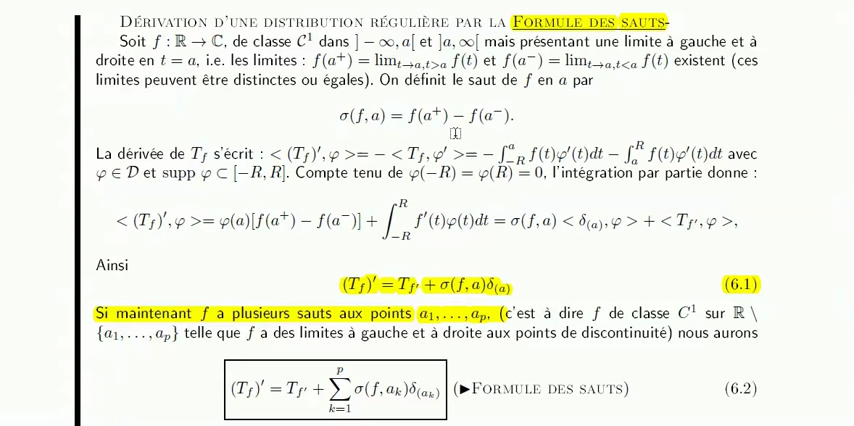 DÉRIVATION D'UNE DISTRIBUTION RÉGULIÈRE PAR LA FORMULE DES SAUTS-
Soit f : ℝ → ℂ, de classe 𝒞¹ dans ] − ∞, a[ et ]a, ∞[ mais présentant une limite à gauche et à
droite en t = a, i.e. les limites : f(a⁺) = lim_{t→a,t>a} f(t) et f(a⁻) = lim_{t→a,t<a} f(t) existent (ces
limites peuvent être distinctes ou égales). On définit le saut de f en a par
σ(f, a) = f(a⁺) − f(a⁻).
La dérivée de T_f s'écrit : < (T_f)′, φ >= − < T_f, φ′ >= − ∫_{−R}^{a} f(t)φ′(t)dt − ∫_{a}^{R} f(t)φ′(t)dt avec
φ ∈ 𝒟 et supp φ ⊂ [−R, R]. Compte tenu de φ(−R) = φ(R) = 0, l'intégration par partie donne :
< (T_f)′, φ >= φ(a)[f(a⁺) − f(a⁻)] + ∫_{−R}^{R} f′(t)φ(t)dt = σ(f, a) < δ_{(a)}, φ > + < T_{f′}, φ >,
Ainsi
(T_f)′ = T_{f′} + σ(f, a)δ_{(a)} (6.1)
Si maintenant f a plusieurs sauts aux points a₁, . . . , a_p, (c'est à dire f de classe C¹ sur ℝ \
{a₁, . . . , a_p} telle que f a des limites à gauche et à droite aux points de discontinuité) nous aurons
(T_f)′ = T_{f′} + ∑_{k=1}^{p} σ(f, a_k)δ_{(a_k)} (►FORMULE DES SAUTS) (6.2)